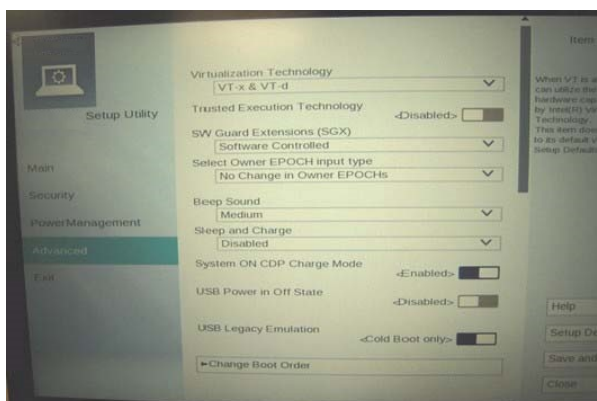 Setup Utility
Main
Security
PowerManagement
Advanced
Exit
Virtualization Technology
VT-x & VT-d
Trusted Execution Technology
<Disabled>
SW Guard Extensions (SGX)
Software Controlled
Select Owner EPOCH input type
No Change in Owner EPOCHs
Beep Sound
Medium
Sleep and Charge
Disabled
System ON CDP Charge Mode
<Enabled>
USB Power in Off State
<Disabled>
USB Legacy Emulation
<Cold Boot only>
Change Boot Order
Item
When VT is a
can utilize the
hardware cap
by Intel(R)
Technology.
This item does
to its default v
Setup Default
Help
Setup De
Save and
Close